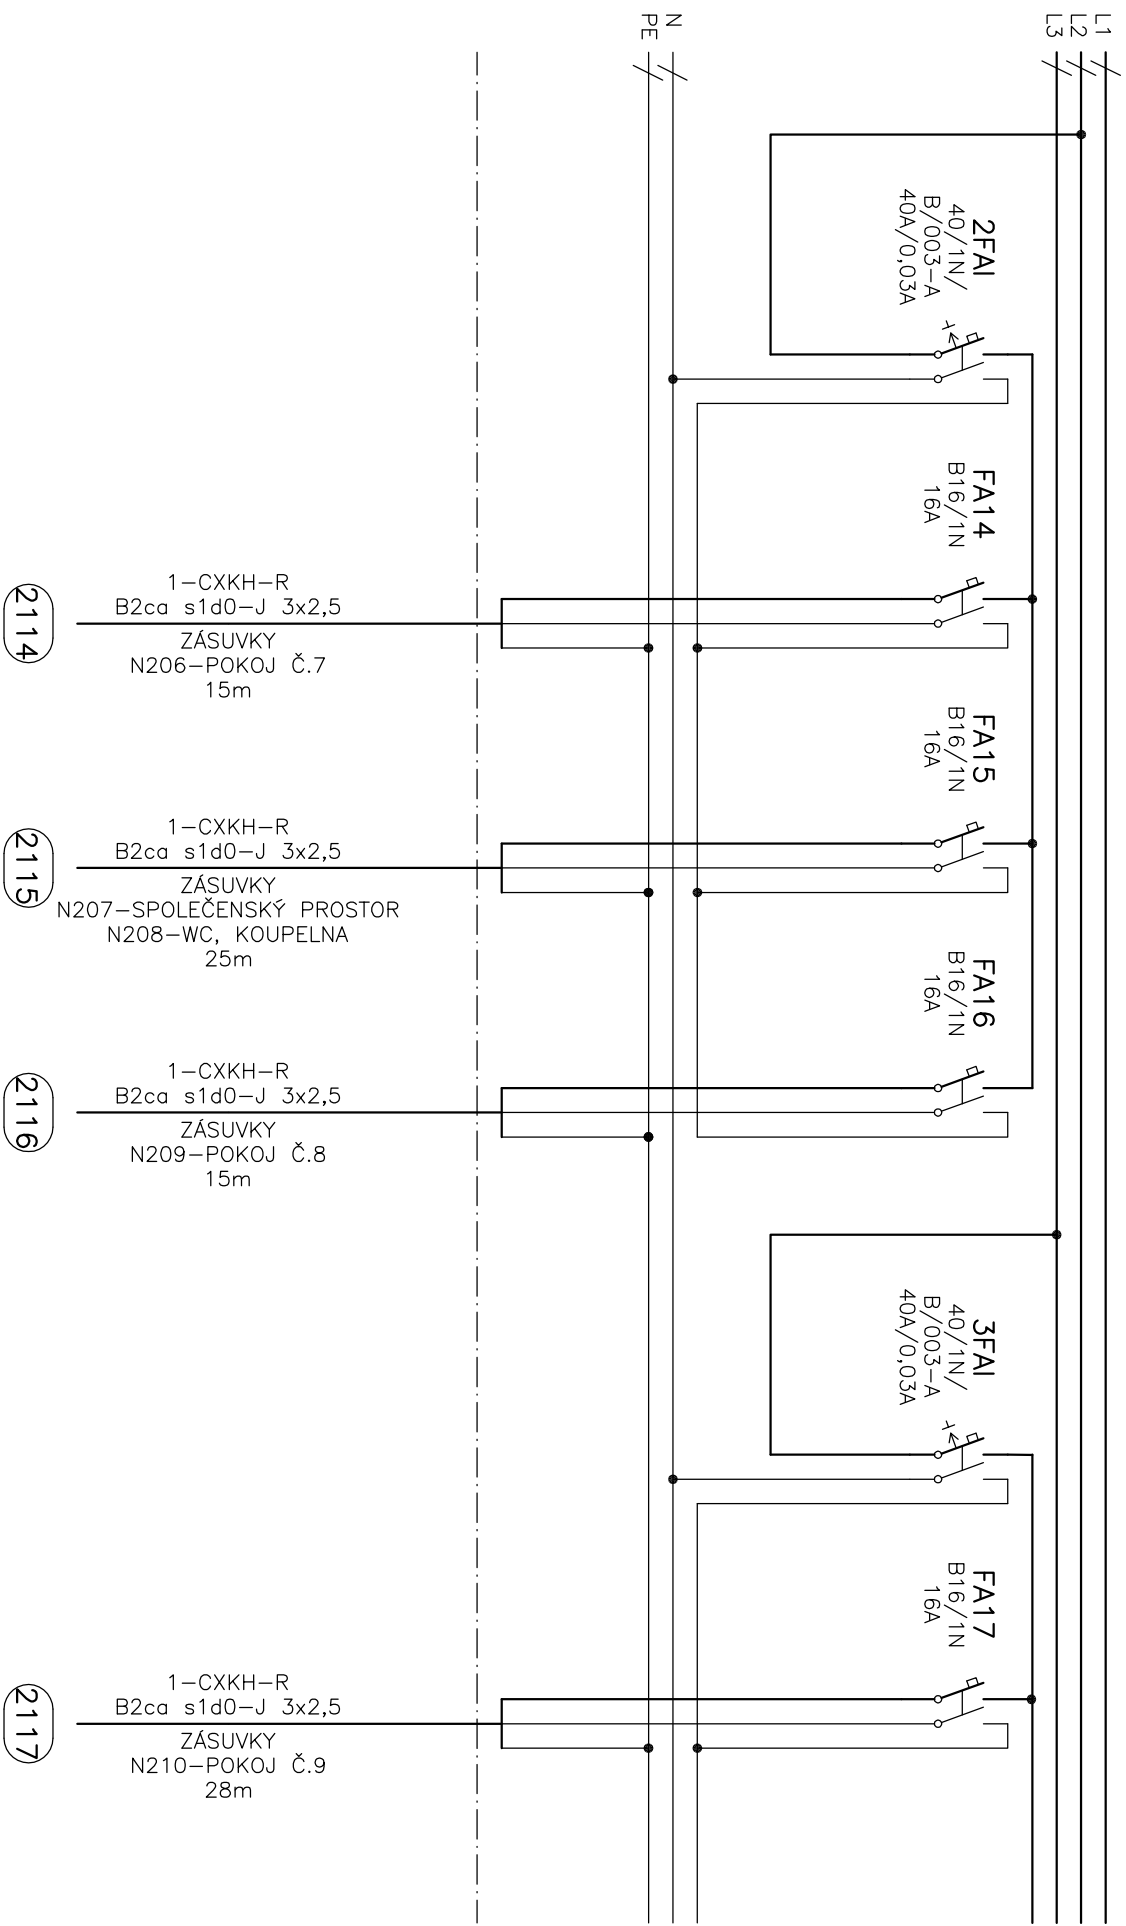 L1
L2
L3
N
PE
2FAI
40/1N/
B/003-A
40A/0,03A
FA14
B16/1N
16A
1-CXKH-R
B2ca s1d0-J 3x2,5
ZÁSUVKY
N206-POKOJ Č.7
15m
2114
FA15
B16/1N
16A
1-CXKH-R
B2ca s1d0-J 3x2,5
ZÁSUVKY
N207-SPOLEČENSKÝ PROSTOR
N208-WC, KOUPELNA
25m
2115
FA16
B16/1N
16A
1-CXKH-R
B2ca s1d0-J 3x2,5
ZÁSUVKY
N209-POKOJ Č.8
15m
2116
3FAI
40/1N/
B/003-A
40A/0,03A
FA17
B16/1N
16A
1-CXKH-R
B2ca s1d0-J 3x2,5
ZÁSUVKY
N210-POKOJ Č.9
28m
2117